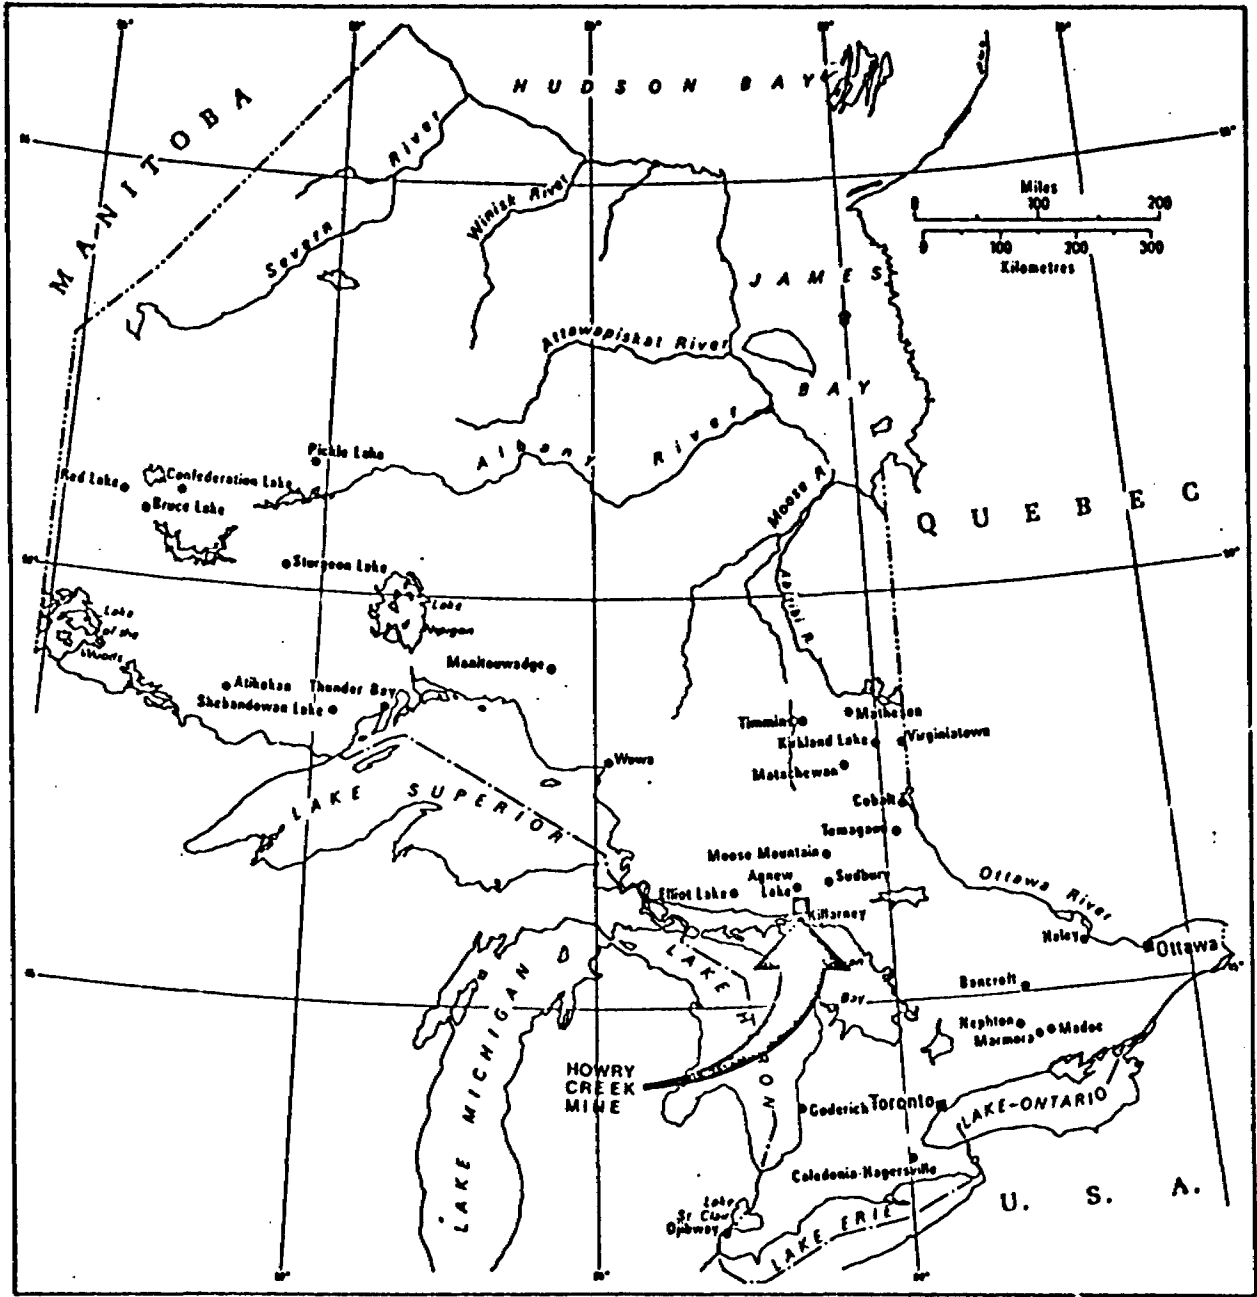 HUDSON BAY
MANITOBA
Severn River
Winisk River
Miles
0 100 200
0 100 200 300
Kilometres
JAMES
BAY
Attawapiskat River
Albany River
Moose R.
Abitibi R.
QUEBEC
Pickle Lake
Red Lake
Confederation Lake
Bruce Lake
Sturgeon Lake
Lake
of the
Woods
Lake
Nipigon
Manitouwadge
Atikokan
Thunder Bay
Shebandowan Lake
Timmins
Matheson
Kirkland Lake
Virginiatown
Matachewan
Wawa
Cobalt
Temagami
LAKE SUPERIOR
Moose Mountain
Agnew
Lake
Sudbury
Elliot Lake
Killarney
Ottawa River
Haley
Ottawa
LAKE HURON
Bay
Bancroft
Nephton
Marmora
Madoc
LAKE MICHIGAN
HOWRY
CREEK
MINE
Goderich
Toronto
LAKE-ONTARIO
Caledonia-Hagersville
Lake
St Clair
Ojibway
LAKE ERIE
U. S. A.